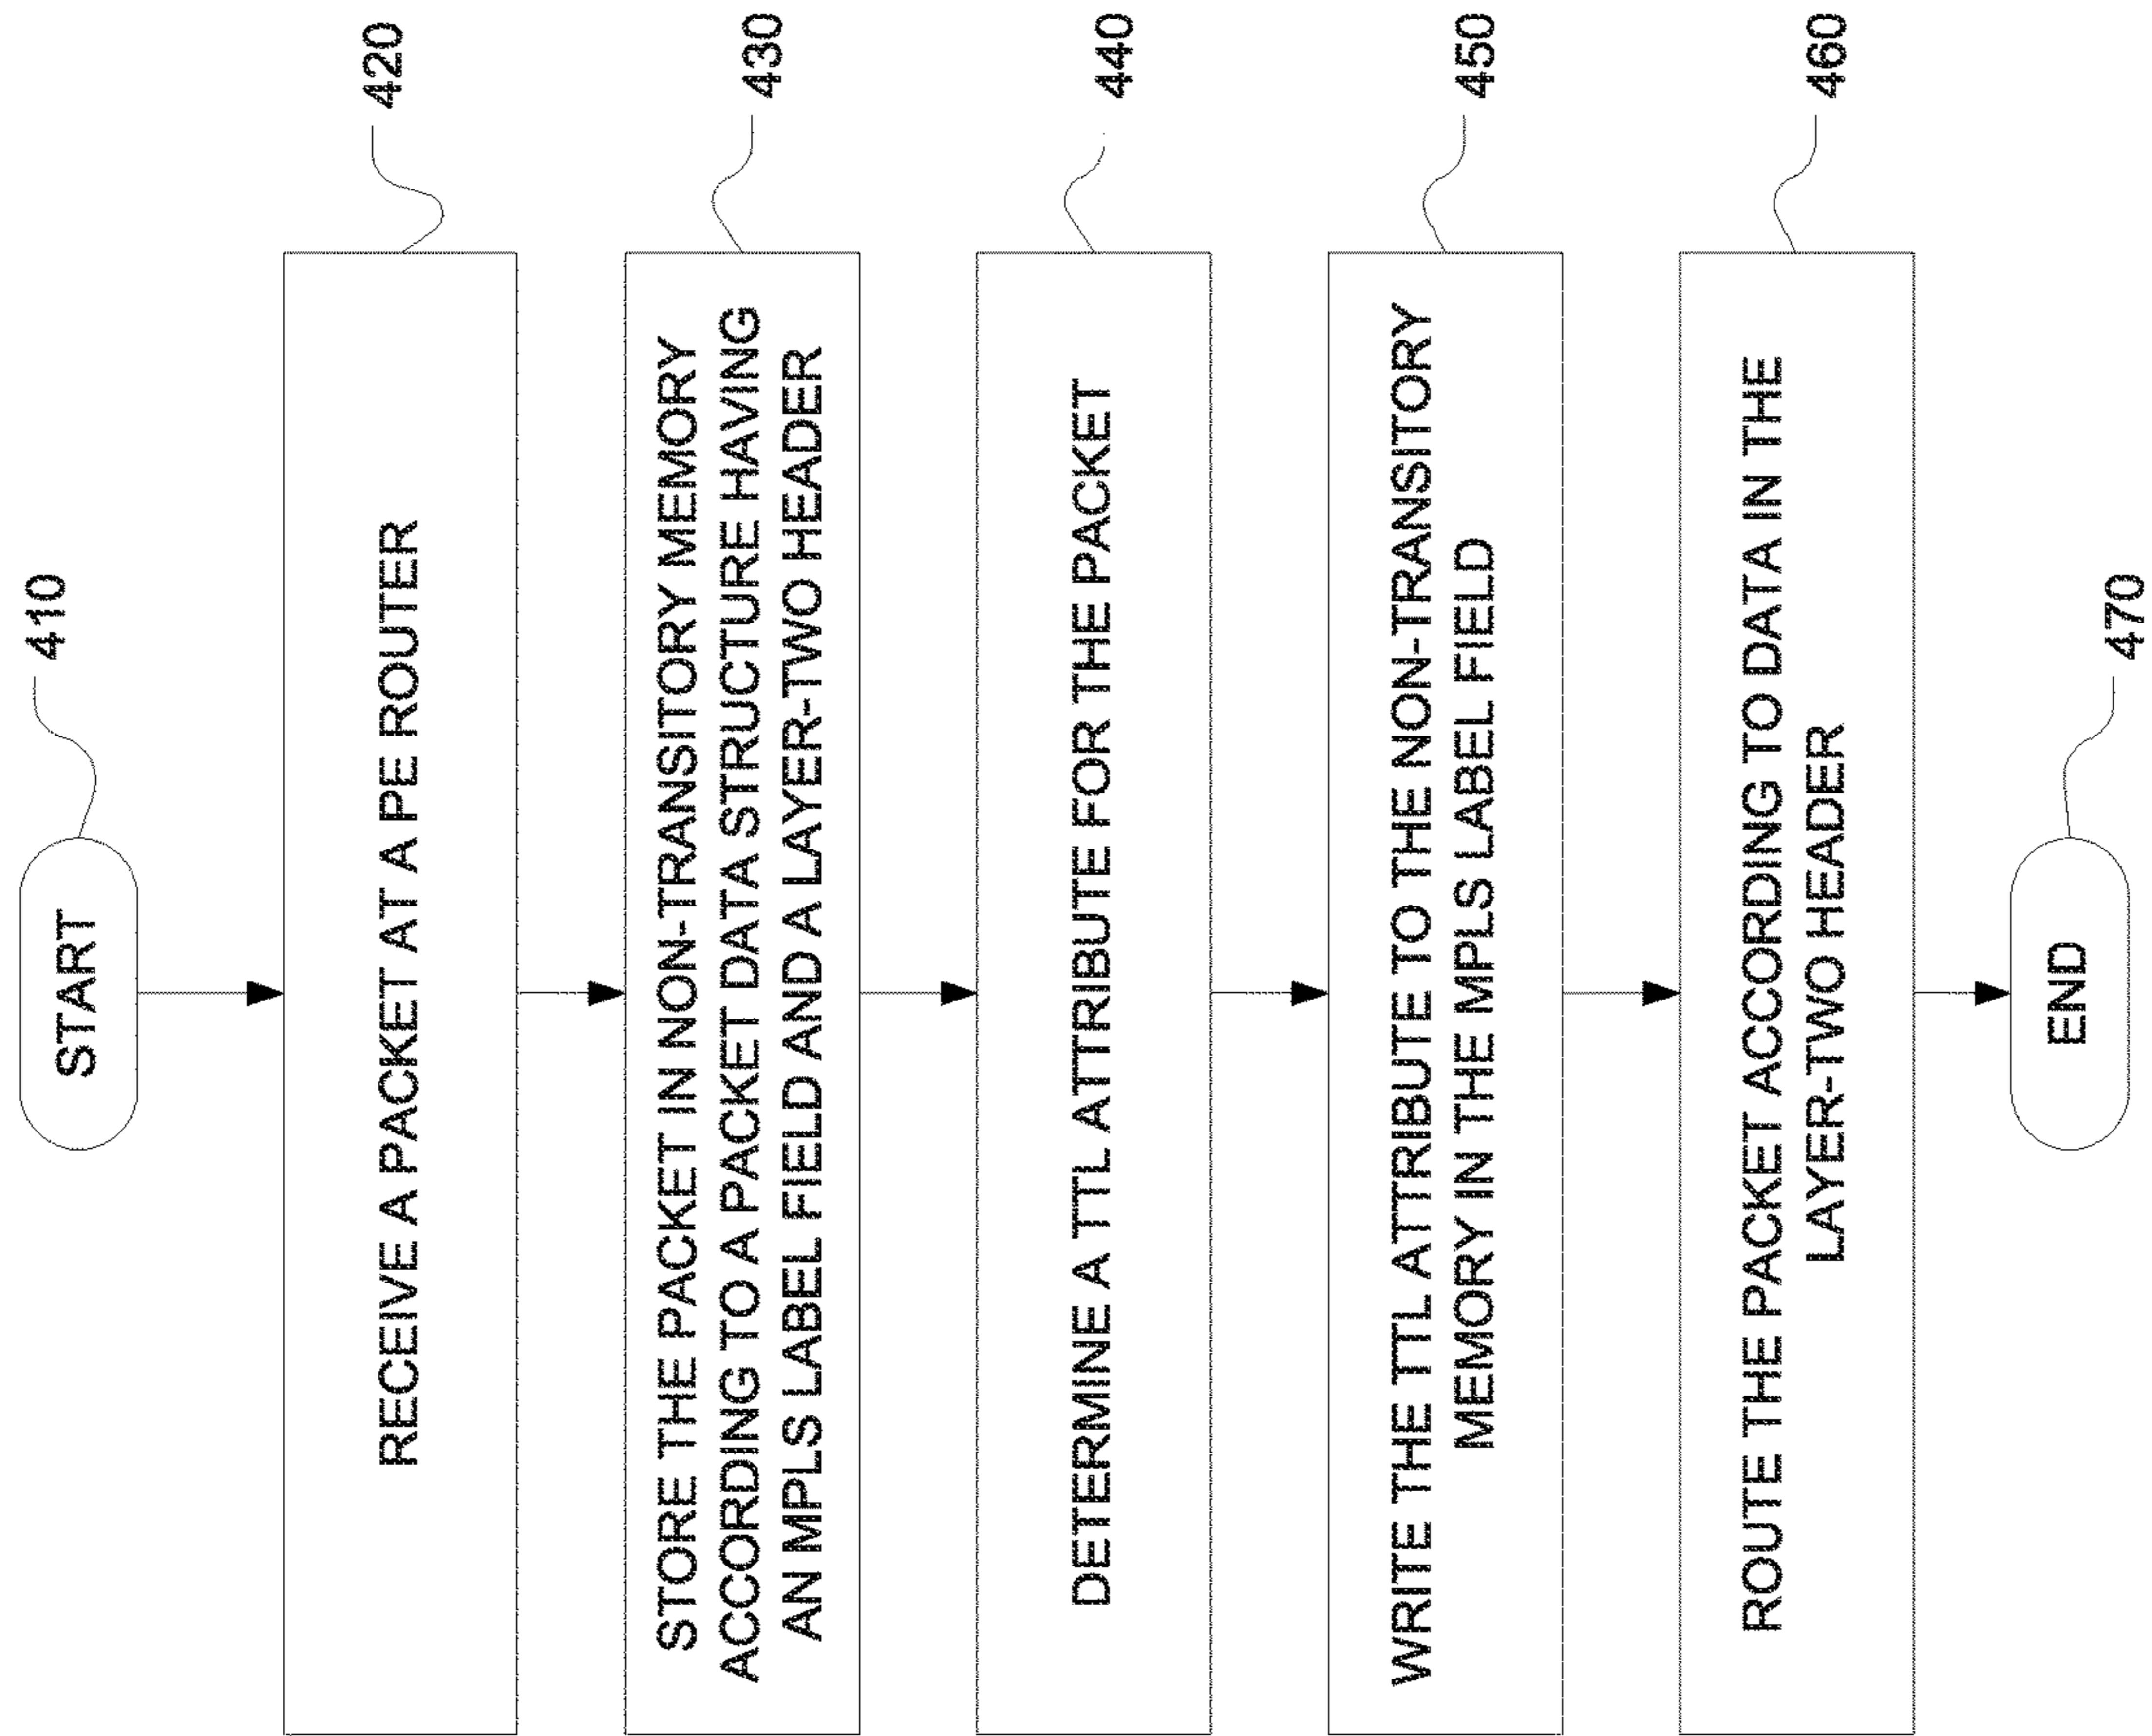 START
410
RECEIVE A PACKET AT A PE ROUTER
420
STORE THE PACKET IN NON-TRANSITORY MEMORY
ACCORDING TO A PACKET DATA STRUCTURE HAVING
AN MPLS LABEL FIELD AND A LAYER-TWO HEADER
430
DETERMINE A TTL ATTRIBUTE FOR THE PACKET
440
WRITE THE TTL ATTRIBUTE TO THE NON-TRANSITORY
MEMORY IN THE MPLS LABEL FIELD
450
ROUTE THE PACKET ACCORDING TO DATA IN THE
LAYER-TWO HEADER
460
END
470